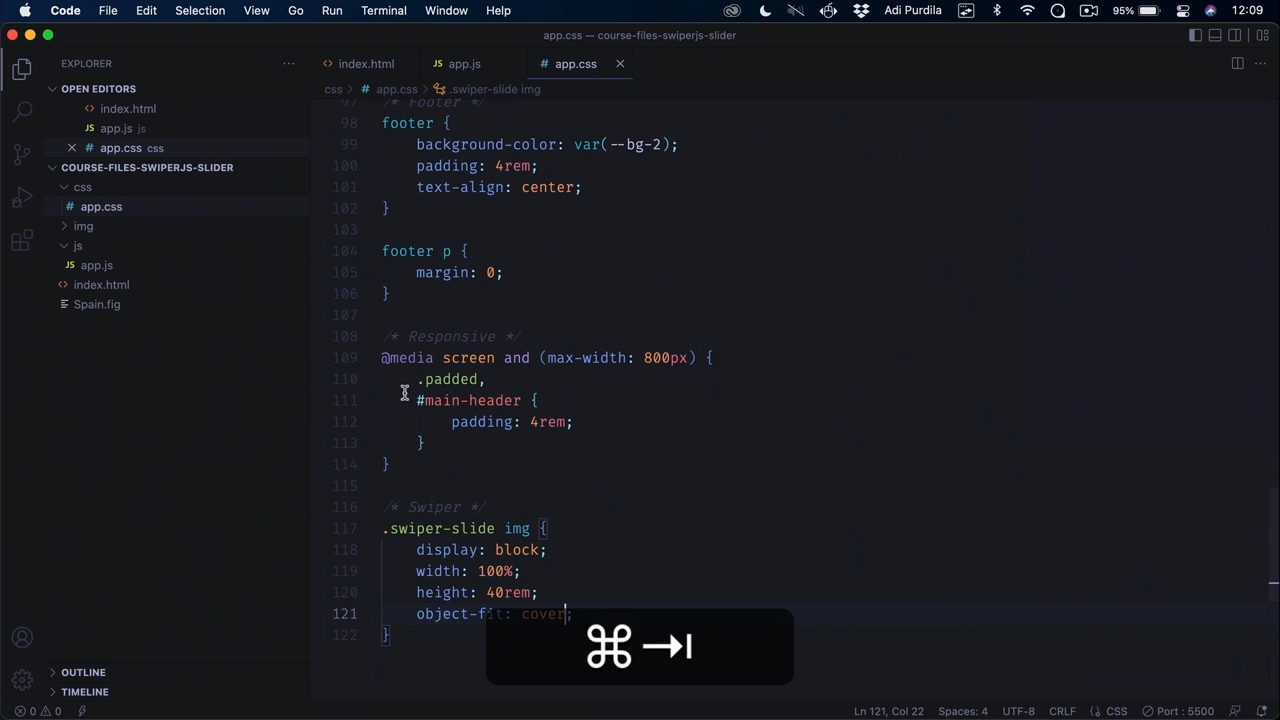 Code File Edit Selection View Go Run Terminal Window Help Adi Purdila 95% 12:09
app.css — course-files-swiperjs-slider
EXPLORER ···
OPEN EDITORS
index.html
app.js js
app.css css
COURSE-FILES-SWIPERJS-SLIDER
css
# app.css
img
js
JS app.js
<> index.html
Spain.fig
OUTLINE
TIMELINE
<> index.html JS app.js # app.css
css > # app.css > .swiper-slide img
97 /* Footer */
98 footer {
99 background-color: var(--bg-2);
100 padding: 4rem;
101 text-align: center;
102 }
103
104 footer p {
105 margin: 0;
106 }
107
108 /* Responsive */
109 @media screen and (max-width: 800px) {
110 .padded,
111 #main-header {
112 padding: 4rem;
113 }
114 }
115
116 /* Swiper */
117 .swiper-slide img {
118 display: block;
119 width: 100%;
120 height: 40rem;
121 object-fit: cover;
122 }
⌘⇥
0 0 Ln 121, Col 22 Spaces: 4 UTF-8 CRLF {} CSS Port : 5500